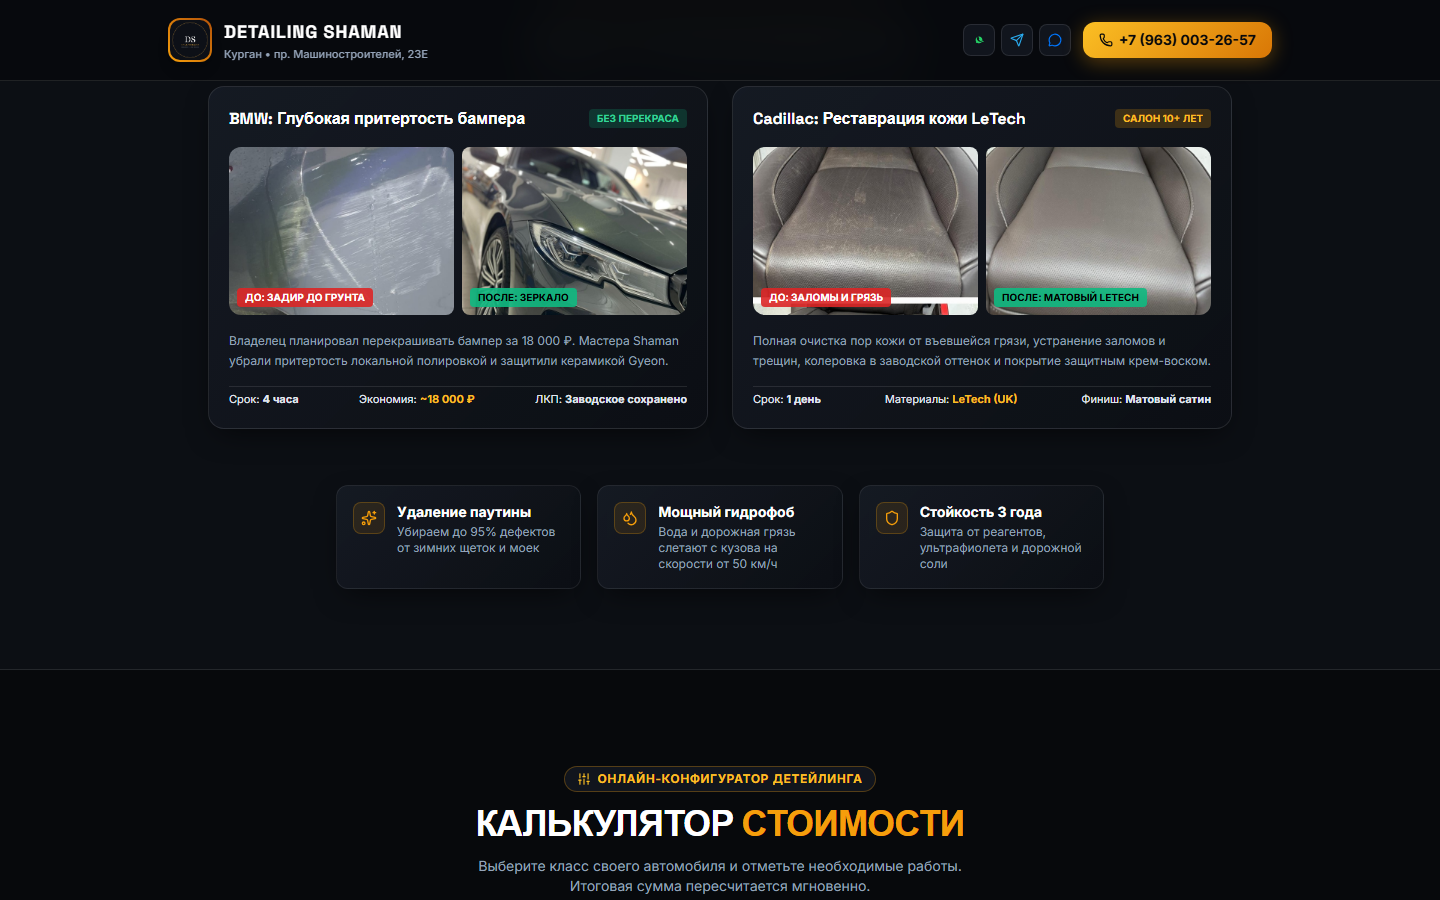 DS
DETAILING SHAMAN
Курган • пр. Машиностроителей, 23Е
+7 (963) 003-26-57
BMW: Глубокая притертость бампера
БЕЗ ПЕРЕКРАСА
ДО: ЗАДИР ДО ГРУНТА
ПОСЛЕ: ЗЕРКАЛО
Владелец планировал перекрашивать бампер за 18 000 ₽. Мастера Shaman
убрали притертость локальной полировкой и защитили керамикой Gyeon.
Срок: 4 часа
Экономия: ~18 000 ₽
ЛКП: Заводское сохранено
Cadillac: Реставрация кожи LeTech
САЛОН 10+ ЛЕТ
ДО: ЗАЛОМЫ И ГРЯЗЬ
ПОСЛЕ: МАТОВЫЙ LETECH
Полная очистка пор кожи от въевшейся грязи, устранение заломов и
трещин, колеровка в заводской оттенок и покрытие защитным крем-воском.
Срок: 1 день
Материалы: LeTech (UK)
Финиш: Матовый сатин
Удаление паутины
Убираем до 95% дефектов
от зимних щеток и моек
Мощный гидрофоб
Вода и дорожная грязь
слетают с кузова на
скорости от 50 км/ч
Стойкость 3 года
Защита от реагентов,
ультрафиолета и дорожной
соли
ОНЛАЙН-КОНФИГУРАТОР ДЕТЕЙЛИНГА
КАЛЬКУЛЯТОР СТОИМОСТИ
Выберите класс своего автомобиля и отметьте необходимые работы.
Итоговая сумма пересчитается мгновенно.